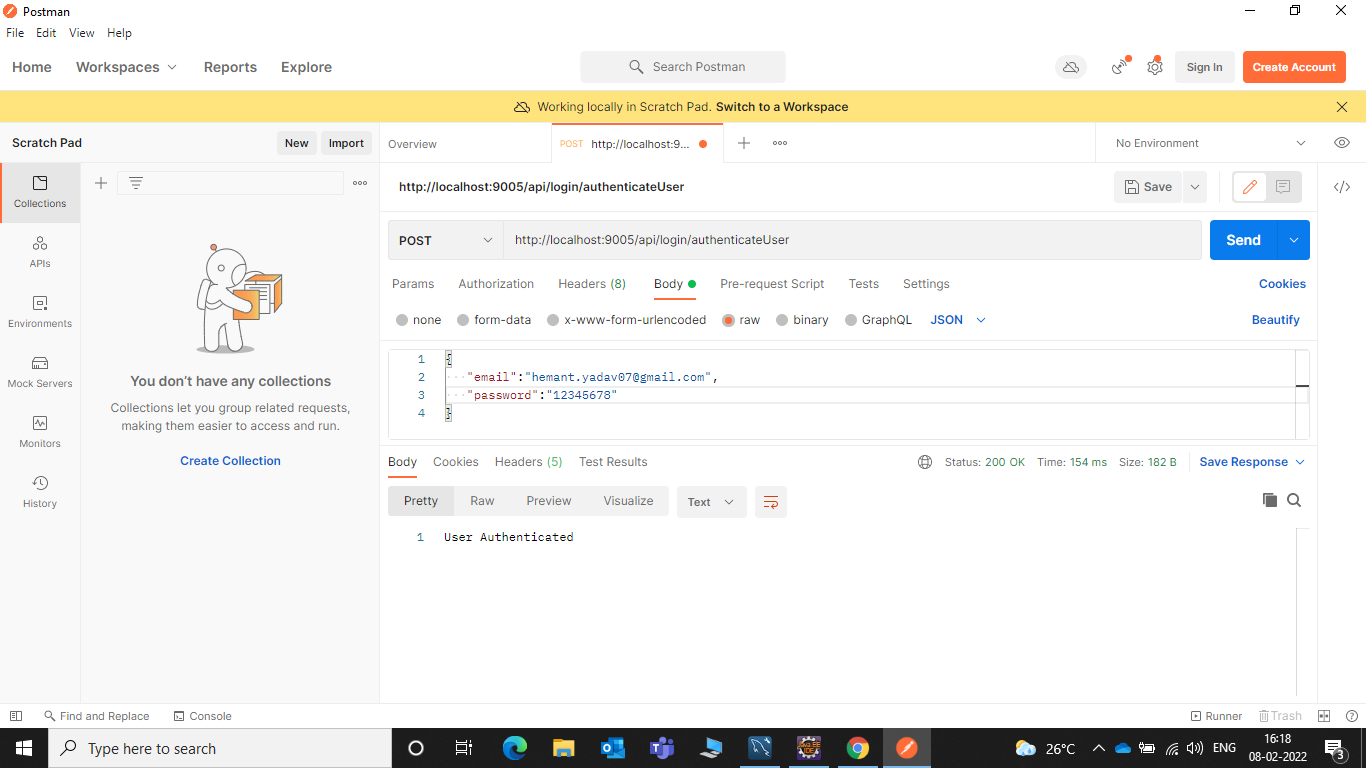 Postman
File Edit View Help
Home Workspaces Reports Explore Search Postman Sign In Create Account
Working locally in Scratch Pad. Switch to a Workspace
Scratch Pad New Import Overview POST http://localhost:9... No Environment
http://localhost:9005/api/login/authenticateUser Save
Collections
APIs
Environments
Mock Servers
Monitors
History
You don't have any collections
Collections let you group related requests,
making them easier to access and run.
Create Collection
POST http://localhost:9005/api/login/authenticateUser Send
Params Authorization Headers (8) Body Pre-request Script Tests Settings Cookies
none form-data x-www-form-urlencoded raw binary GraphQL JSON Beautify
1 {
2 "email":"hemant.yadav07@gmail.com",
3 "password":"12345678"
4 }
Body Cookies Headers (5) Test Results Status: 200 OK Time: 154 ms Size: 182 B Save Response
Pretty Raw Preview Visualize Text
1 User Authenticated
Find and Replace Console Runner Trash
Type here to search 26°C ENG 16:18
08-02-2022 3
Java EE
IDE